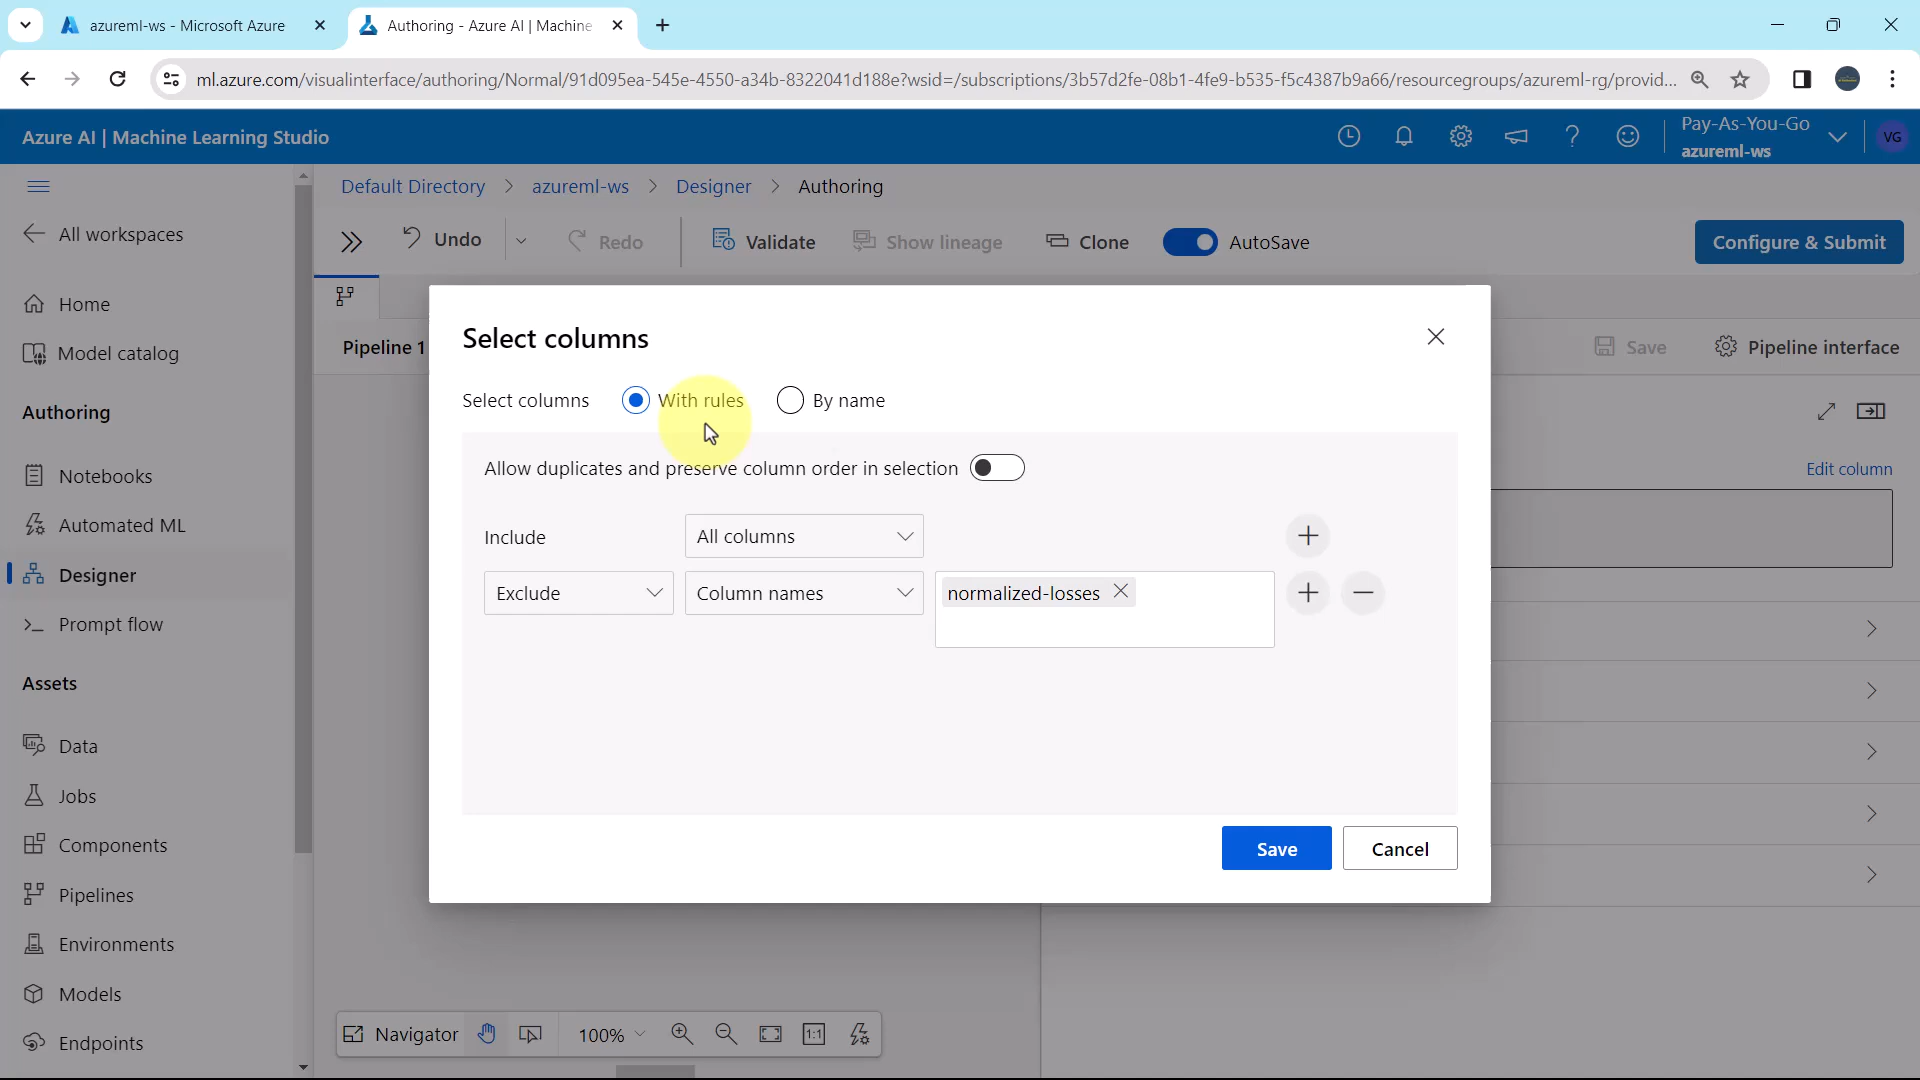 azureml-ws - Microsoft Azure
Authoring - Azure AI | Machine
ml.azure.com/visualinterface/authoring/Normal/91d095ea-545e-4550-a34b-8322041d188e?wsid=/subscriptions/3b57d2fe-08b1-4fe9-b535-f5c4387b9a66/resourcegroups/azureml-rg/provid...
Azure AI | Machine Learning Studio
Pay-As-You-Go
azureml-ws
VG
Default Directory > azureml-ws > Designer > Authoring
All workspaces
Undo
Redo
Validate
Show lineage
Clone
AutoSave
Configure & Submit
Home
Model catalog
Authoring
Notebooks
Automated ML
Designer
Prompt flow
Assets
Data
Jobs
Components
Pipelines
Environments
Models
Endpoints
Pipeline 1
Save
Pipeline interface
Edit column
Select columns
Select columns
With rules
By name
Allow duplicates and preserve column order in selection
Include
All columns
Exclude
Column names
normalized-losses
Save
Cancel
Navigator
100%
1:1